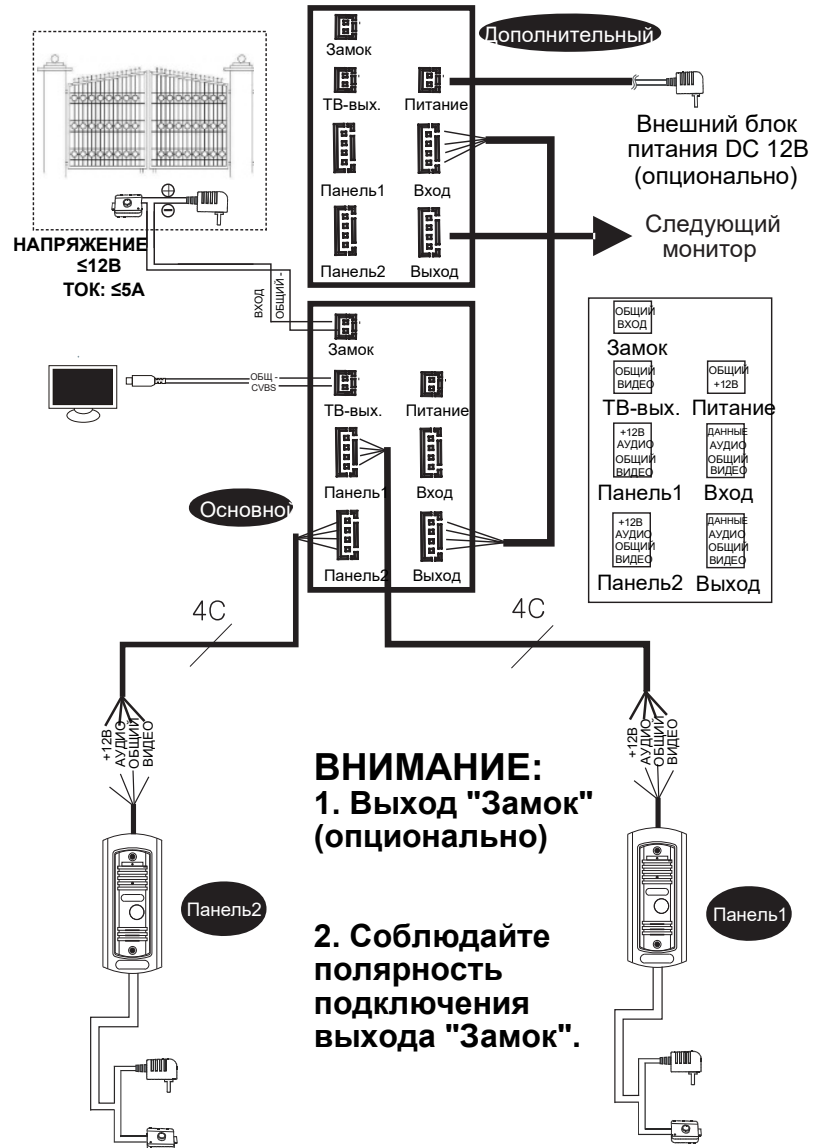 Дополнительный
Замок
ТВ-вых.
Питание
Панель1
Вход
Панель2
Выход
Внешний блок
питания DC 12В
(опционально)
Следующий
монитор
НАПРЯЖЕНИЕ
≤12В
ТОК: ≤5А
ВХОД
ОБЩИЙ -
Замок
ОБЩ -
CVBS
ТВ-вых.
Питание
Панель1
Вход
Основной
Панель2
Выход
ОБЩИЙ
ВХОД
Замок
ОБЩИЙ
ВИДЕО
ТВ-вых.
ОБЩИЙ
+12В
Питание
+12В
АУДИО
ОБЩИЙ
ВИДЕО
Панель1
ДАННЫЕ
АУДИО
ОБЩИЙ
ВИДЕО
Вход
+12В
АУДИО
ОБЩИЙ
ВИДЕО
Панель2
ДАННЫЕ
АУДИО
ОБЩИЙ
ВИДЕО
Выход
4C
4C
+12В
АУДИО
ОБЩИЙ
ВИДЕО
+12В
АУДИО
ОБЩИЙ
ВИДЕО
ВНИМАНИЕ:
1. Выход "Замок"
(опционально)
Панель2
Панель1
2. Соблюдайте
полярность
подключения
выхода "Замок".